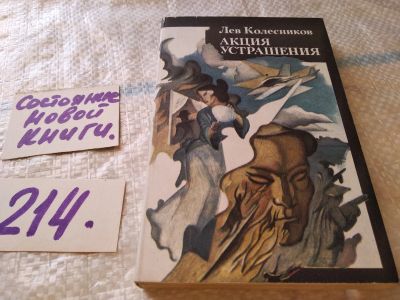 Лев Колесников
АКЦИЯ
УСТРАШЕНИЯ
Состояние
новой
книги.
214.